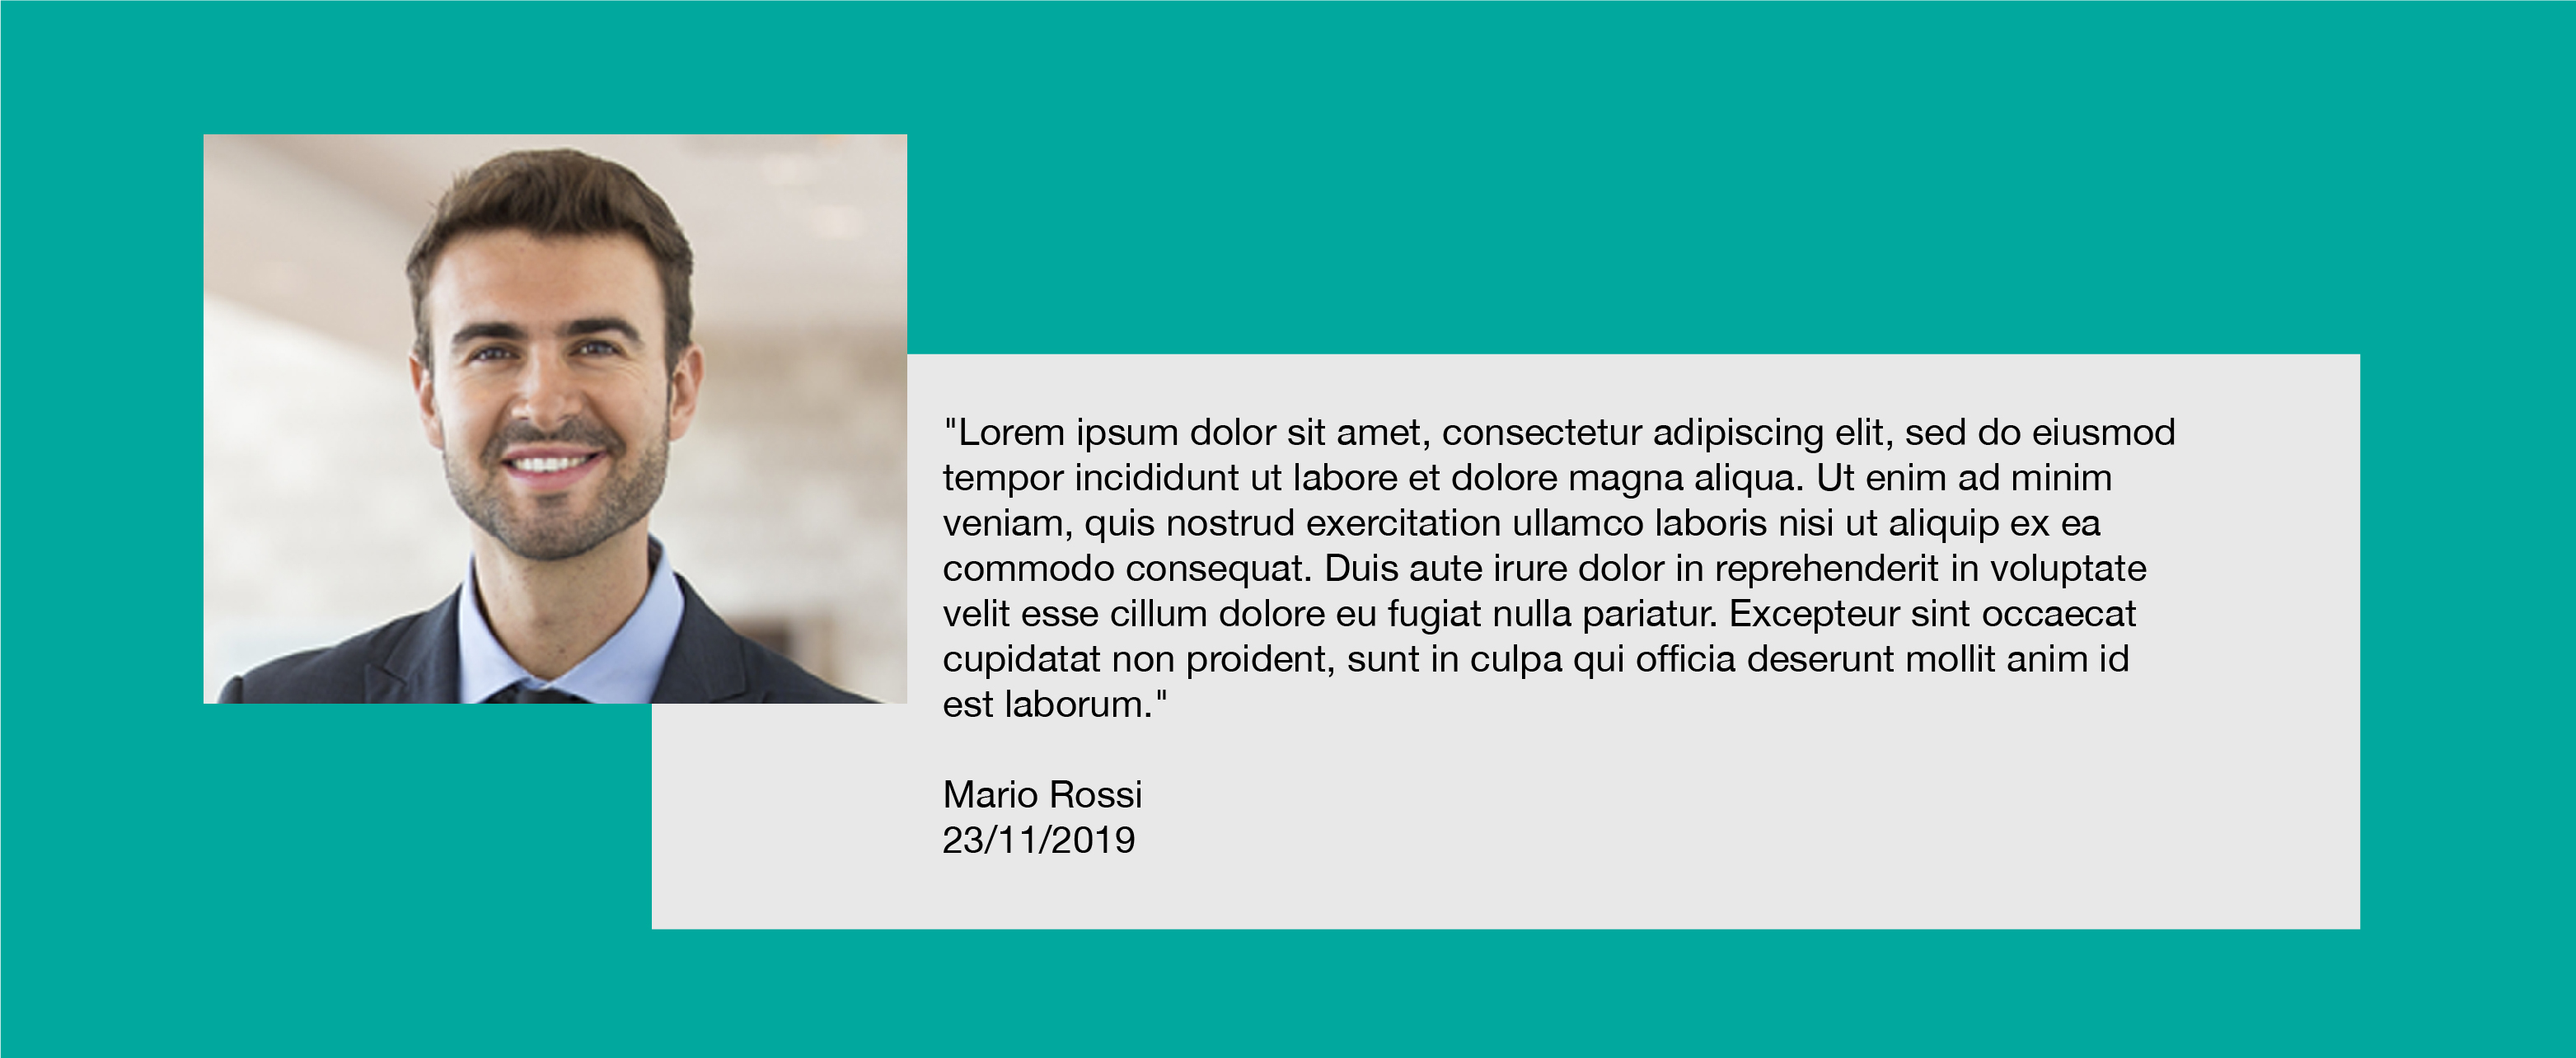 "Lorem ipsum dolor sit amet, consectetur adipiscing elit, sed do eiusmod
tempor incididunt ut labore et dolore magna aliqua. Ut enim ad minim
veniam, quis nostrud exercitation ullamco laboris nisi ut aliquip ex ea
commodo consequat. Duis aute irure dolor in reprehenderit in voluptate
velit esse cillum dolore eu fugiat nulla pariatur. Excepteur sint occaecat
cupidatat non proident, sunt in culpa qui officia deserunt mollit anim id
est laborum."
Mario Rossi
23/11/2019